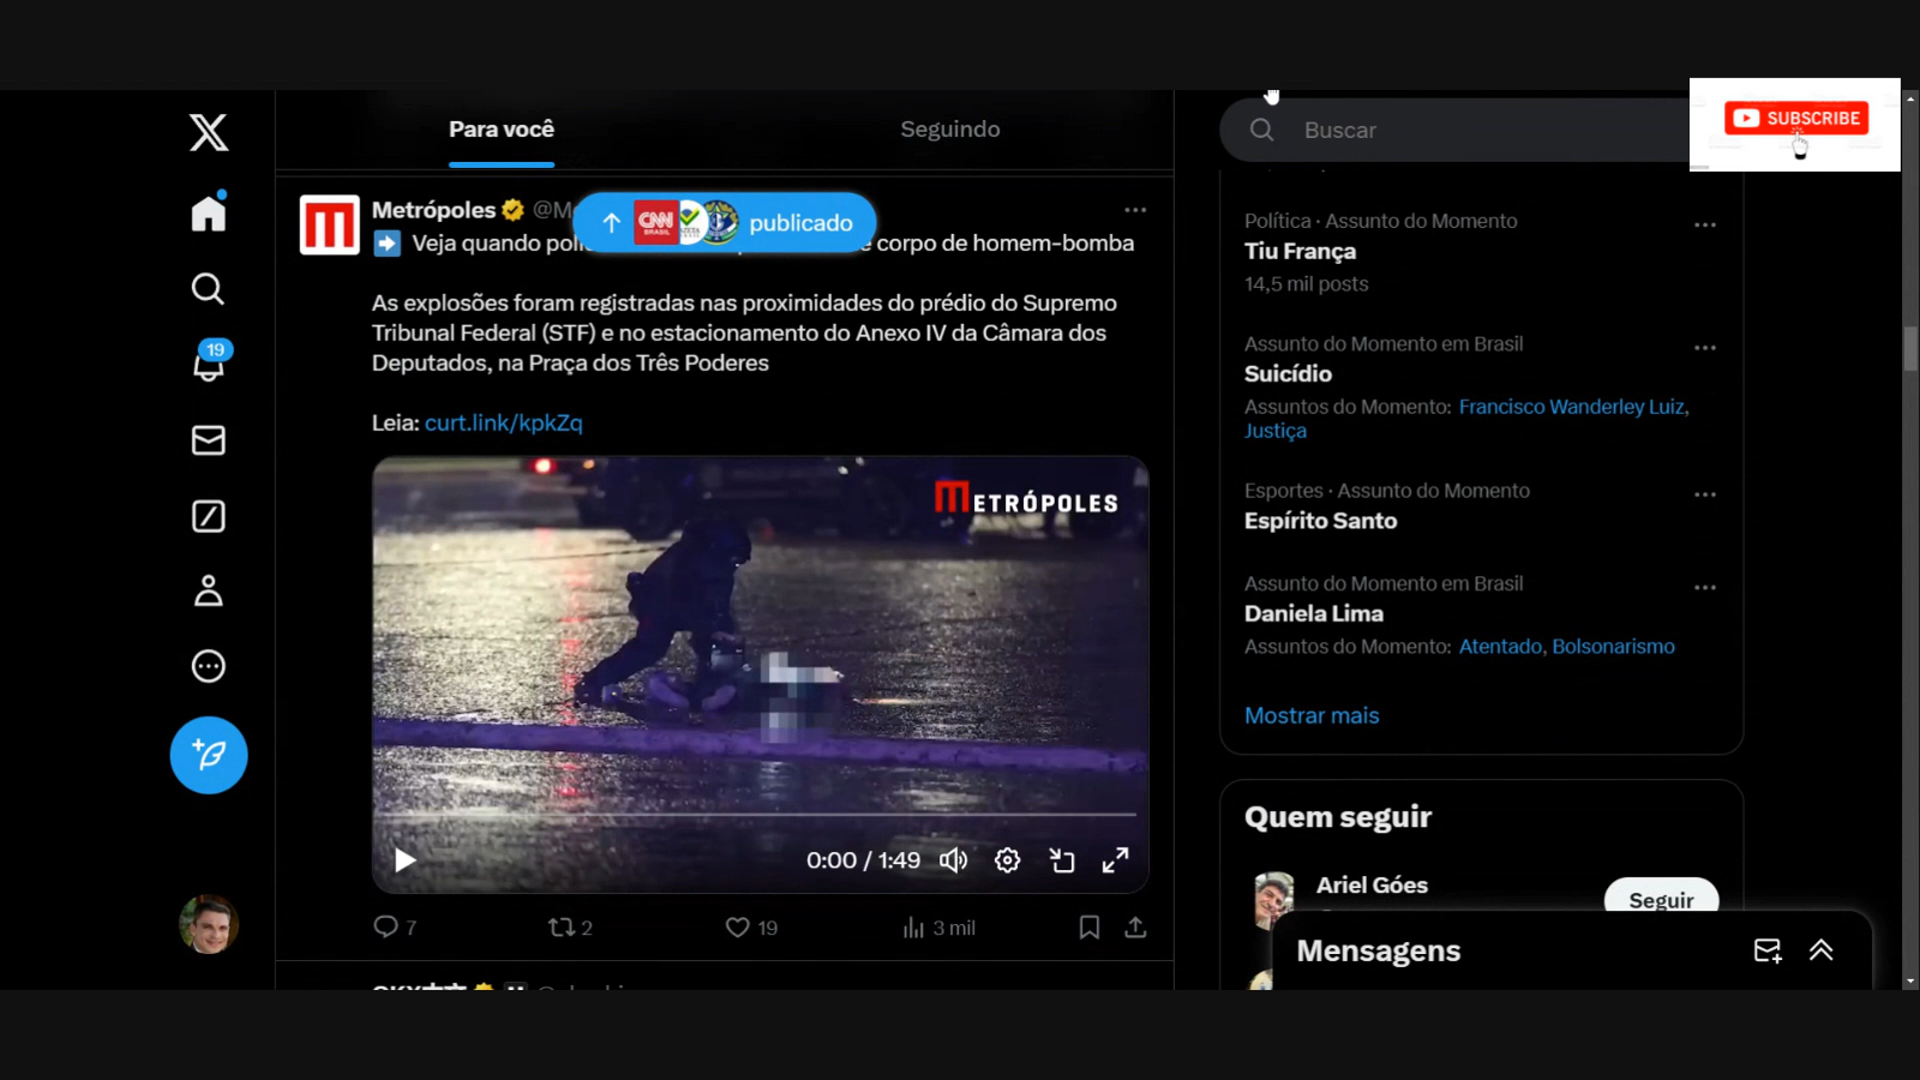 Para você
Seguindo
Buscar
SUBSCRIBE
Metrópoles
CNN
BRASIL
publicado
Veja quando corpo de homem-bomba
As explosões foram registradas nas proximidades do prédio do Supremo
Tribunal Federal (STF) e no estacionamento do Anexo IV da Câmara dos
Deputados, na Praça dos Três Poderes
Leia: curt.link/kpkZq
METRÓPOLES
0:00 / 1:49
7
2
19
3 mil
19
Política · Assunto do Momento
Tiu França
14,5 mil posts
Assunto do Momento em Brasil
Suicídio
Assuntos do Momento: Francisco Wanderley Luiz,
Justiça
Esportes · Assunto do Momento
Espírito Santo
Assunto do Momento em Brasil
Daniela Lima
Assuntos do Momento: Atentado, Bolsonarismo
Mostrar mais
Quem seguir
Ariel Góes
Seguir
Mensagens